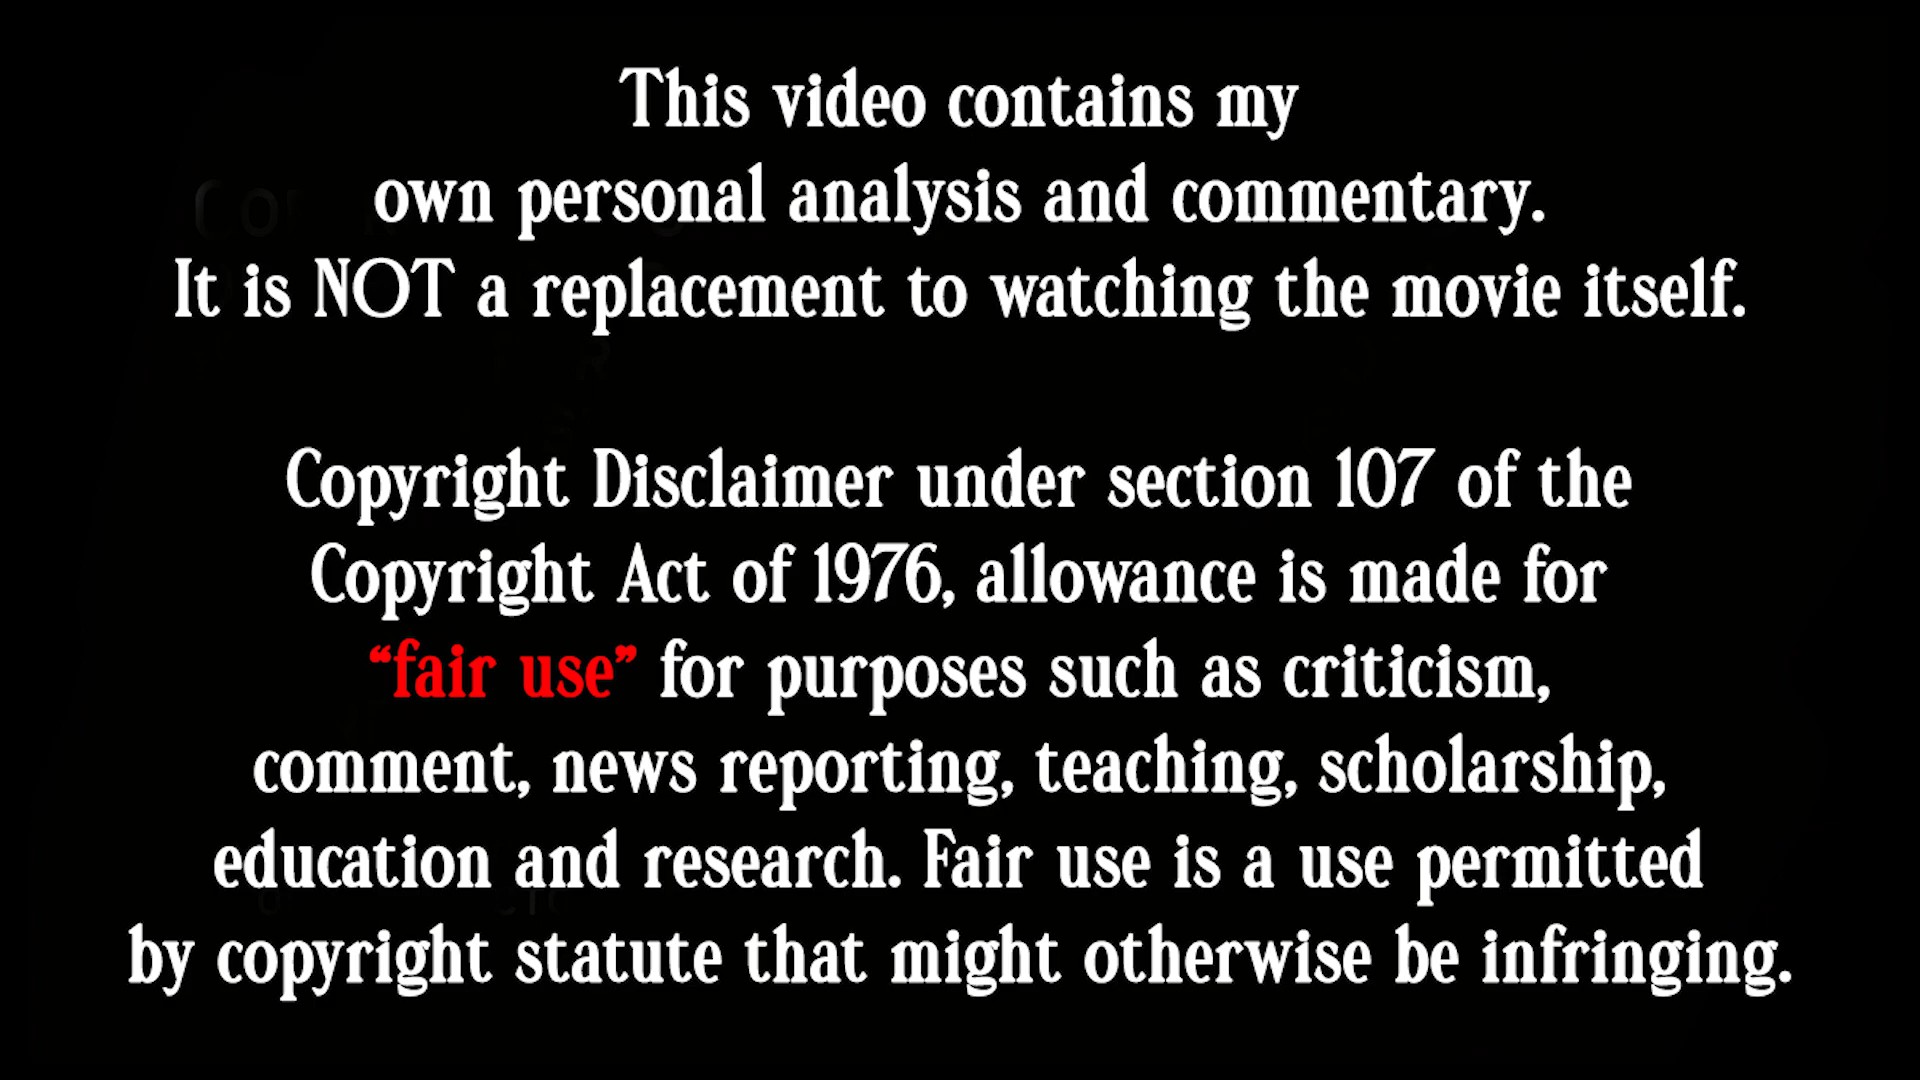 This video contains my
own personal analysis and commentary.
It is NOT a replacement to watching the movie itself.
Copyright Disclaimer under section 107 of the
Copyright Act of 1976, allowance is made for
“fair use” for purposes such as criticism,
comment, news reporting, teaching, scholarship,
education and research. Fair use is a use permitted
by copyright statute that might otherwise be infringing.